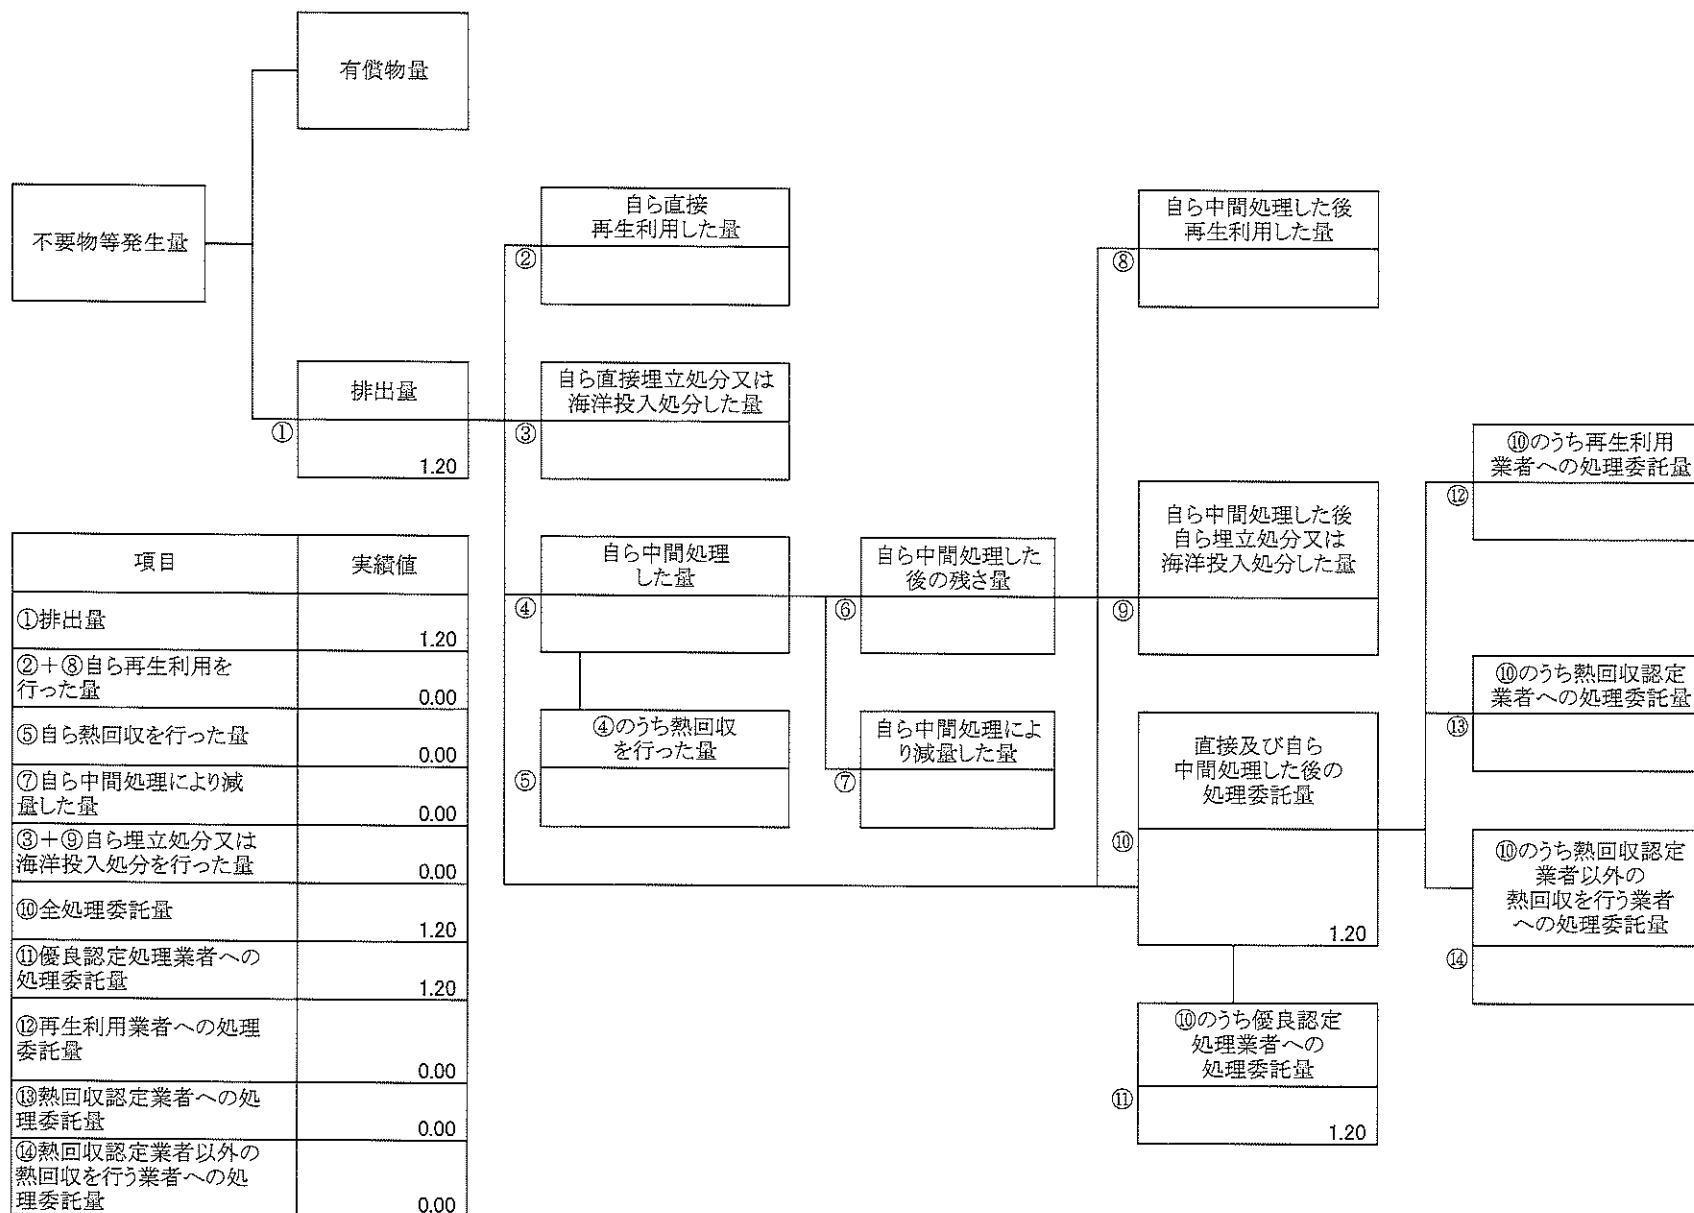 有償物量
不要物等発生量
排出量
①
1.20
自ら直接
再生利用した量
②
自ら直接埋立処分又は
海洋投入処分した量
③
自ら中間処理
した量
④
④のうち熱回収
を行った量
⑤
自ら中間処理した
後の残さ量
⑥
自ら中間処理によ
り減量した量
⑦
自ら中間処理した後
再生利用した量
⑧
自ら中間処理した後
自ら埋立処分又は
海洋投入処分した量
⑨
直接及び自ら
中間処理した後の
処理委託量
⑩
1.20
⑩のうち優良認定
処理業者への
処理委託量
⑪
1.20
⑩のうち再生利用
業者への処理委託量
⑫
⑩のうち熱回収認定
業者への処理委託量
⑬
⑩のうち熱回収認定
業者以外の
熱回収を行う業者
への処理委託量
⑭
項目 実績値
①排出量
1.20
②+⑧自ら再生利用を
行った量
0.00
⑤自ら熱回収を行った量
0.00
⑦自ら中間処理により減
量した量
0.00
③+⑨自ら埋立処分又は
海洋投入処分を行った量
0.00
⑩全処理委託量
1.20
⑪優良認定処理業者への
処理委託量
1.20
⑫再生利用業者への処理
委託量
0.00
⑬熱回収認定業者への処
理委託量
0.00
⑭熱回収認定業者以外の
熱回収を行う業者への処
理委託量
0.00